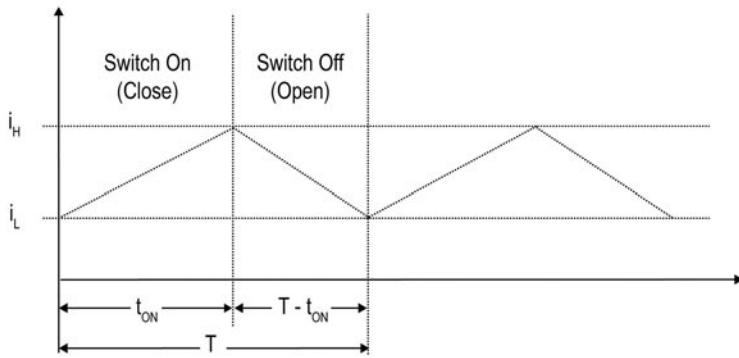 Switch On
(Close)
Switch Off
(Open)
iH
iL
tON
T - tON
T